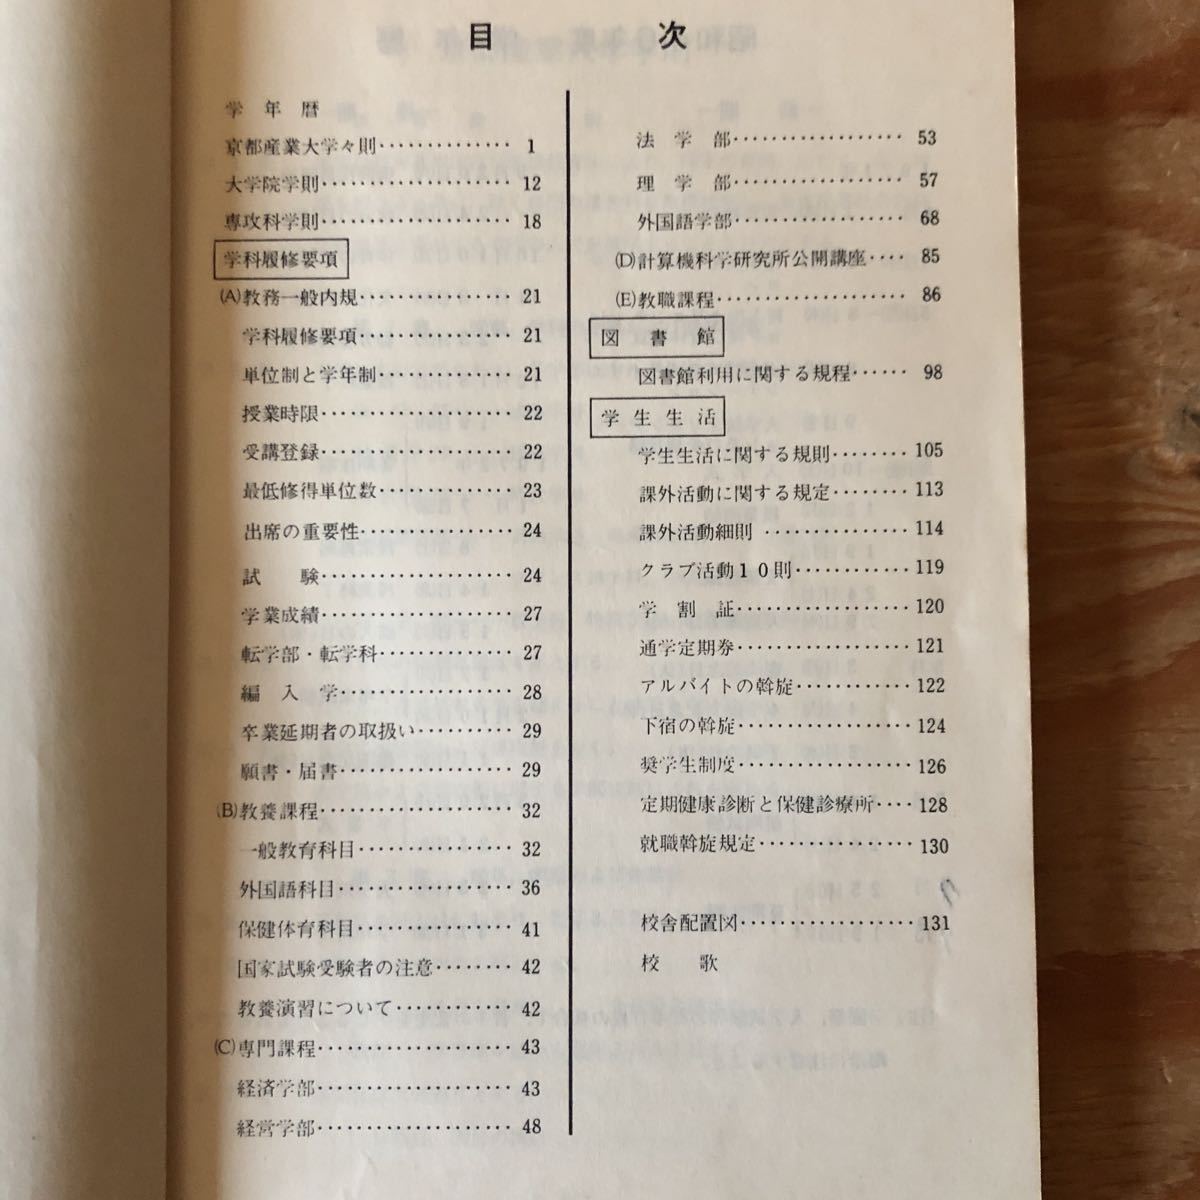 目次
学年暦
京都産業大学々則‥‥‥‥‥‥ 1
大学院学則‥‥‥‥‥‥‥‥ 12
専攻科学則‥‥‥‥‥‥‥‥ 18
学科履修要項
(A)教務一般内規‥‥‥‥‥‥ 21
学科履修要項‥‥‥‥‥‥‥ 21
単位制と学年制‥‥‥‥‥‥ 21
授業時限‥‥‥‥‥‥‥‥ 22
受講登録‥‥‥‥‥‥‥‥ 22
最低修得単位数‥‥‥‥‥‥ 23
出席の重要性‥‥‥‥‥‥‥ 24
試験‥‥‥‥‥‥‥‥ 24
学業成績‥‥‥‥‥‥‥‥ 27
転学部・転学科‥‥‥‥‥‥ 27
編入学‥‥‥‥‥‥‥ 28
卒業延期者の取扱い‥‥‥‥‥ 29
願書・届書‥‥‥‥‥‥‥ 29
(B)教養課程‥‥‥‥‥‥‥‥ 32
一般教育科目‥‥‥‥‥‥‥ 32
外国語科目‥‥‥‥‥‥‥ 36
保健体育科目‥‥‥‥‥‥‥ 41
国家試験受験者の注意‥‥‥‥ 42
教養演習について‥‥‥‥‥‥ 42
(C)専門課程‥‥‥‥‥‥‥‥ 43
経済学部‥‥‥‥‥‥‥‥ 43
経営学部‥‥‥‥‥‥‥‥ 48
法学部‥‥‥‥‥‥‥ 53
理学部‥‥‥‥‥‥‥ 57
外国語学部‥‥‥‥‥‥‥ 68
(D)計算機科学研究所公開講座‥‥ 85
(E)教職課程‥‥‥‥‥‥‥‥ 86
図書館
図書館利用に関する規程‥‥‥ 98
学生生活
学生生活に関する規則‥‥‥‥ 105
課外活動に関する規定‥‥‥‥ 113
課外活動細則‥‥‥‥‥‥ 114
クラブ活動10則‥‥‥‥‥ 119
学割証‥‥‥‥‥‥‥ 120
通学定期券‥‥‥‥‥‥‥ 121
アルバイトの斡旋‥‥‥‥‥ 122
下宿の斡旋‥‥‥‥‥‥‥ 124
奨学生制度‥‥‥‥‥‥‥ 126
定期健康診断と保健診療所‥‥ 128
就職斡旋規定‥‥‥‥‥‥‥ 130
校舎配置図‥‥‥‥‥‥‥ 131
校歌